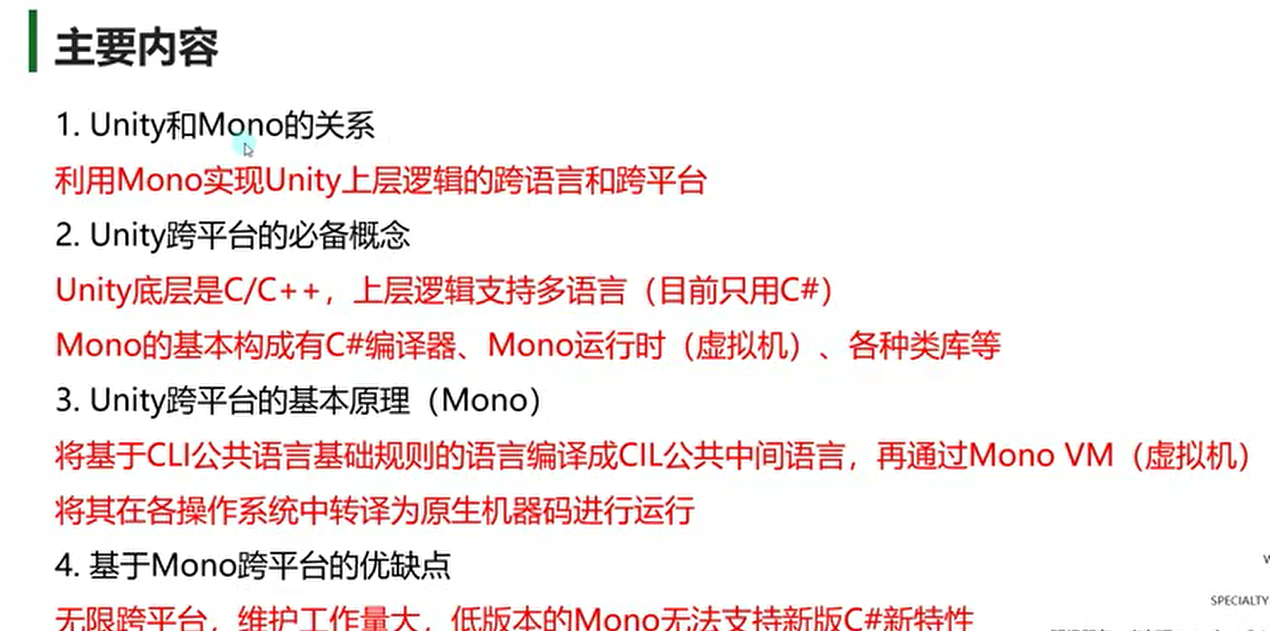 主要内容
1. Unity和Mono的关系
利用Mono实现Unity上层逻辑的跨语言和跨平台
2. Unity跨平台的必备概念
Unity底层是C/C++，上层逻辑支持多语言（目前只用C#）
Mono的基本构成有C#编译器、Mono运行时（虚拟机）、各种类库等
3. Unity跨平台的基本原理（Mono）
将基于CLI公共语言基础规则的语言编译成CIL公共中间语言，再通过Mono VM（虚拟机）
将其在各操作系统中转译为原生机器码进行运行
4. 基于Mono跨平台的优缺点
无限跨平台，维护工作量大，低版本的Mono无法支持新版C#新特性
SPECIALTY